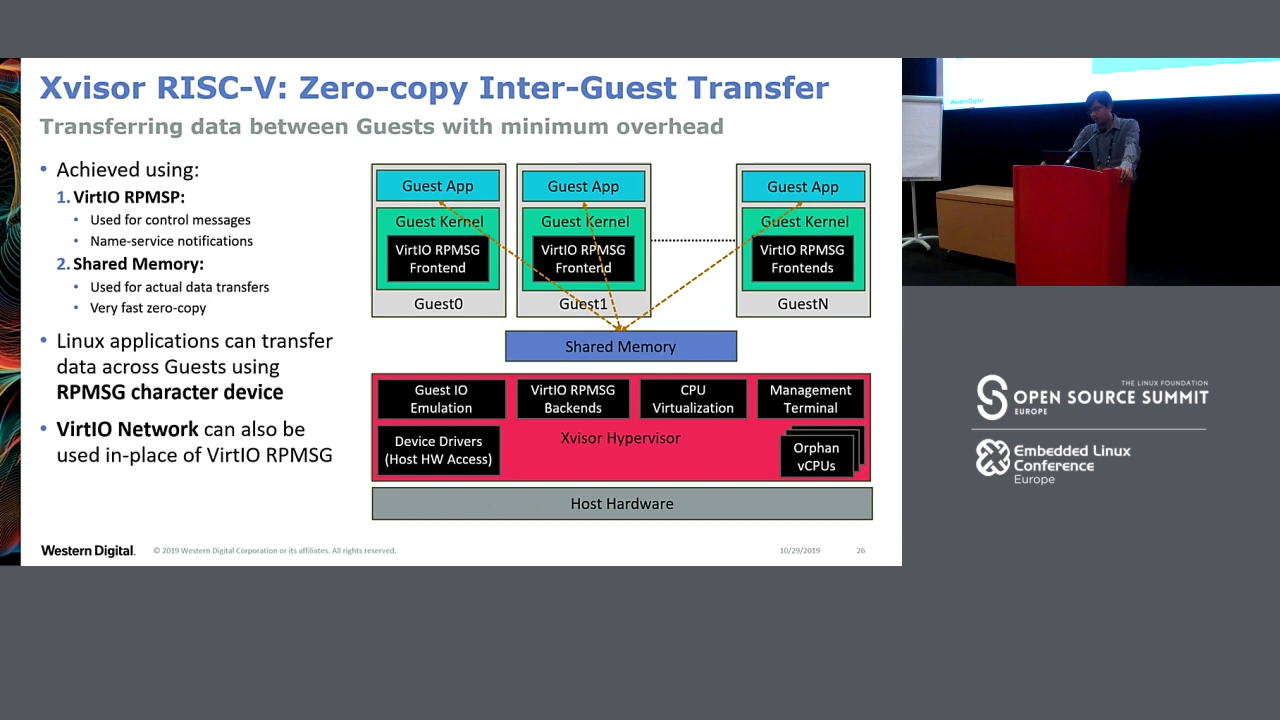 Xvisor RISC-V: Zero-copy Inter-Guest Transfer
Transferring data between Guests with minimum overhead
• Achieved using:
1. VirtIO RPMSP:
• Used for control messages
• Name-service notifications
2. Shared Memory:
• Used for actual data transfers
• Very fast zero-copy
• Linux applications can transfer
data across Guests using
RPMSG character device
• VirtIO Network can also be
used in-place of VirtIO RPMSG
Guest App
Guest Kernel
VirtIO RPMSG
Frontend
Guest0
Guest App
Guest Kernel
VirtIO RPMSG
Frontend
Guest1
Guest App
Guest Kernel
VirtIO RPMSG
Frontends
GuestN
Shared Memory
Guest IO
Emulation
VirtIO RPMSG
Backends
CPU
Virtualization
Management
Terminal
Device Drivers
(Host HW Access)
Xvisor Hypervisor
Orphan
vCPUs
Host Hardware
Western Digital.
© 2019 Western Digital Corporation or its affiliates. All rights reserved.
10/29/2019
26
Western Digital
THE LINUX FOUNDATION
OPEN SOURCE SUMMIT
EUROPE
Embedded Linux
Conference
Europe